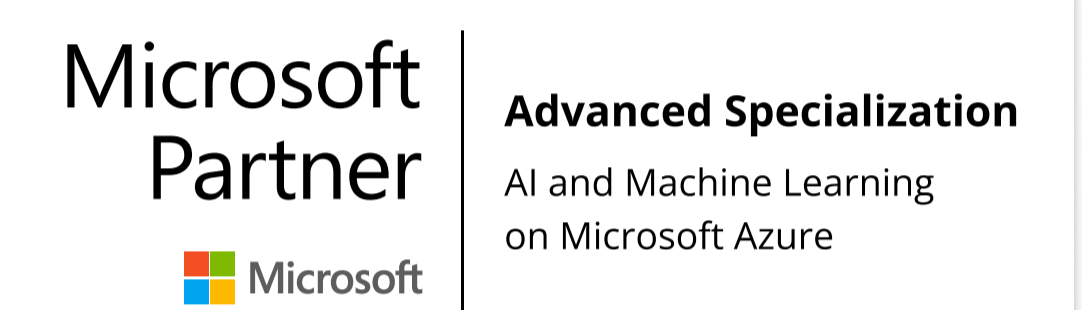 Microsoft
Partner
Microsoft
Advanced Specialization
AI and Machine Learning
on Microsoft Azure